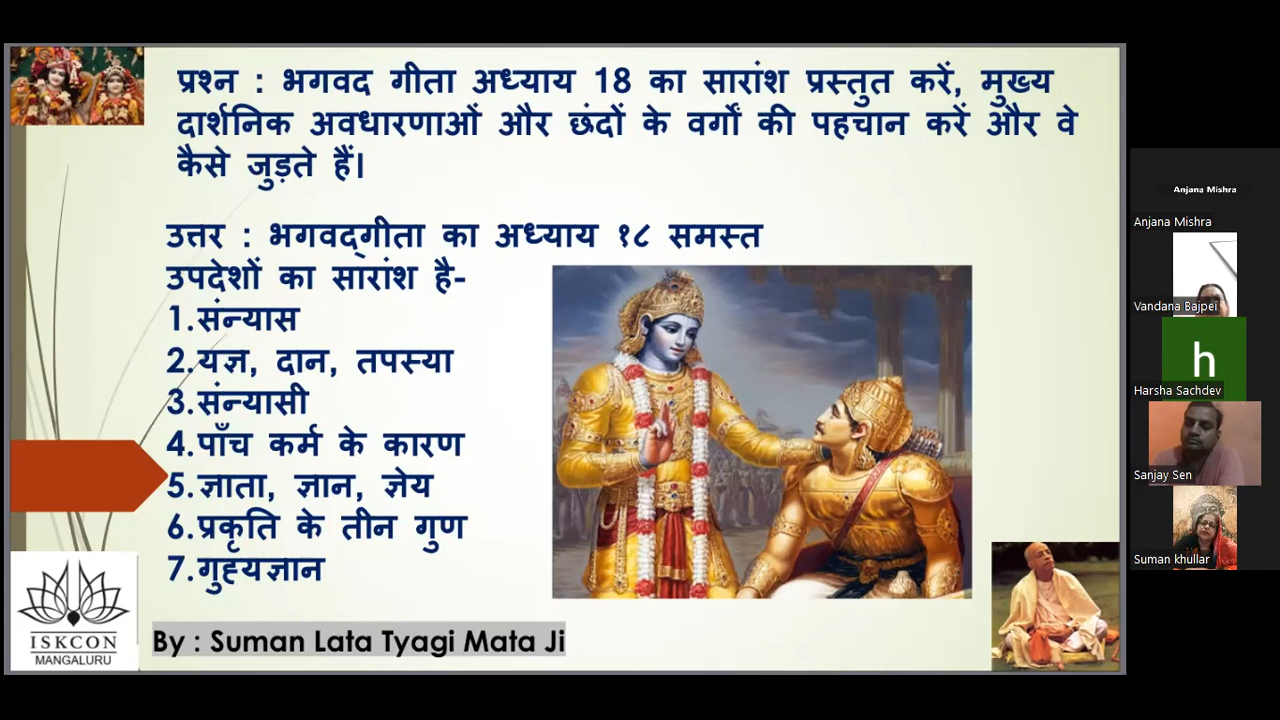 प्रश्न : भगवद गीता अध्याय 18 का सारांश प्रस्तुत करें, मुख्य
दार्शनिक अवधारणाओं और छंदों के वर्गों की पहचान करें और वे
कैसे जुड़ते हैं।
उत्तर : भगवद्‌गीता का अध्याय १८ समस्त
उपदेशों का सारांश है-
1.संन्यास
2.यज्ञ, दान, तपस्या
3.संन्यासी
4.पाँच कर्म के कारण
5.ज्ञाता, ज्ञान, ज्ञेय
6.प्रकृति के तीन गुण
7.गुह्यज्ञान
ISKCON
MANGALURU
By : Suman Lata Tyagi Mata Ji
Anjana Mishra
Anjana Mishra
Vandana Bajpei
h
Harsha Sachdev
Sanjay Sen
Suman khullar